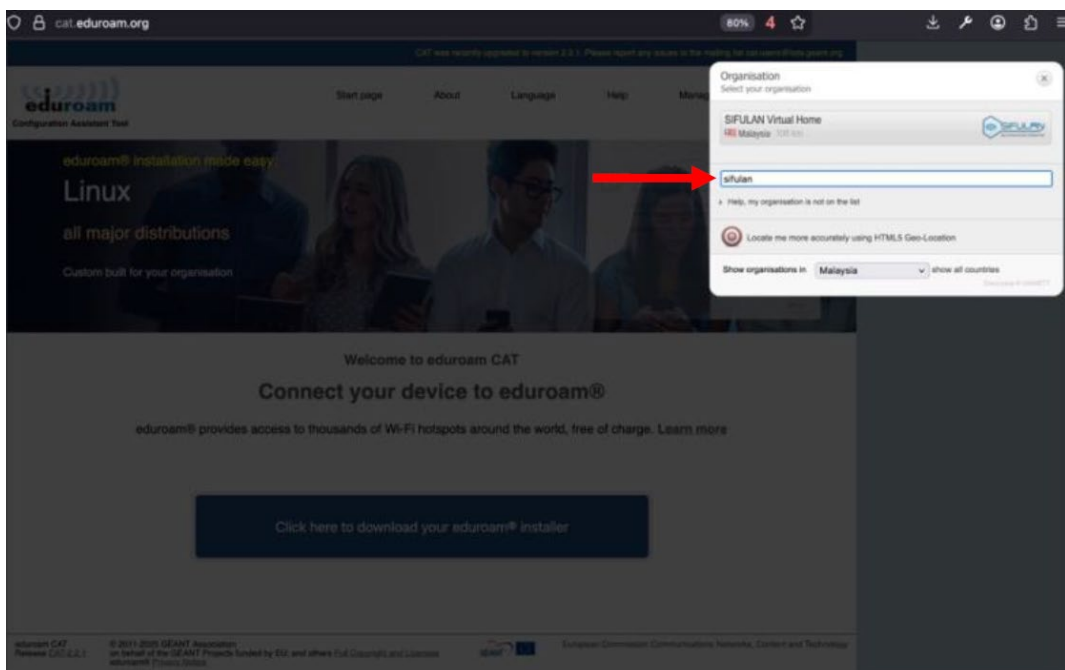 cat.eduroam.org
80%
4
CAT was recently upgraded to version 2.2.1. Please report any issues to the mailing list
eduroam
Configuration Assistant Tool
Start page
About
Language
Help
Manag
Organisation
Select your organisation
SIFULAN Virtual Home
Malaysia
SIFULAN
sifulan
Help, my organisation is not on the list
Locate me more accurately using HTML5 Geo-Location
Show organisations in
Malaysia
show all countries
eduroam® installation made easy:
Linux
all major distributions
Custom built for your organisation
Welcome to eduroam CAT
Connect your device to eduroam®
eduroam® provides access to thousands of Wi-Fi hotspots around the world, free of charge. Learn more
Click here to download your eduroam® installer
eduroam CAT
Release CAT-2.2.1
© 2011-2025 GÉANT Association
on behalf of the GÉANT Projects funded by EU; and others Full Copyright and Licenses
eduroam® Privacy Notice
GÉANT
European Commission Communications Networks, Content and Technology